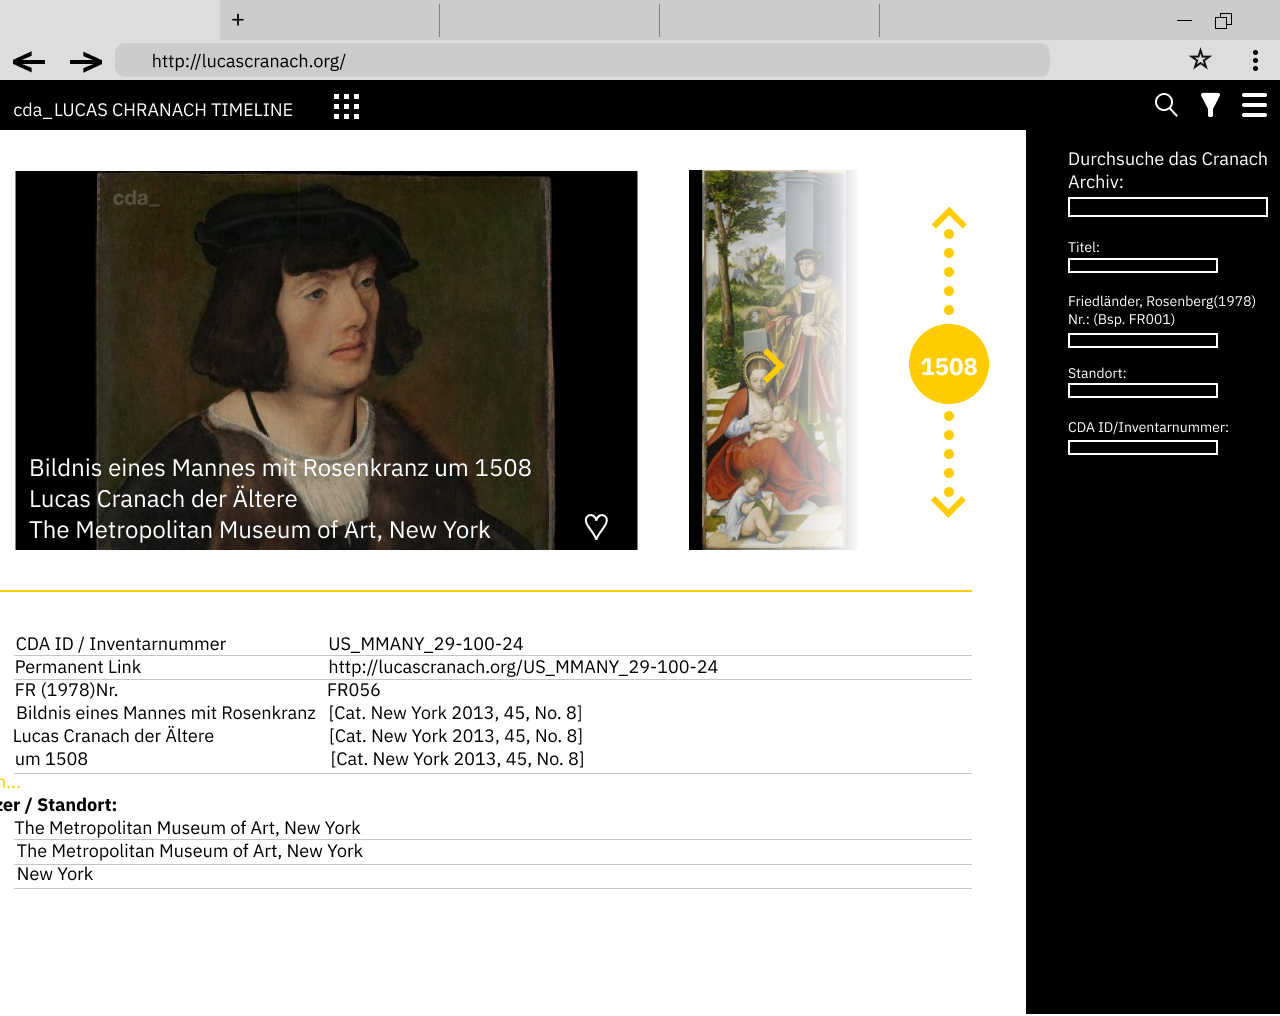 +
http://lucascranach.org/
cda_LUCAS CHRANACH TIMELINE
Durchsuche das Cranach
Archiv:
Titel:
Friedländer, Rosenberg(1978)
Nr.: (Bsp. FR001)
Standort:
CDA ID/Inventarnummer:
cda_
Bildnis eines Mannes mit Rosenkranz um 1508
Lucas Cranach der Ältere
The Metropolitan Museum of Art, New York
1508
CDA ID / Inventarnummer US_MMANY_29-100-24
Permanent Link http://lucascranach.org/US_MMANY_29-100-24
FR (1978)Nr. FR056
Bildnis eines Mannes mit Rosenkranz [Cat. New York 2013, 45, No. 8]
Lucas Cranach der Ältere [Cat. New York 2013, 45, No. 8]
um 1508 [Cat. New York 2013, 45, No. 8]
n...
zer / Standort:
The Metropolitan Museum of Art, New York
The Metropolitan Museum of Art, New York
New York